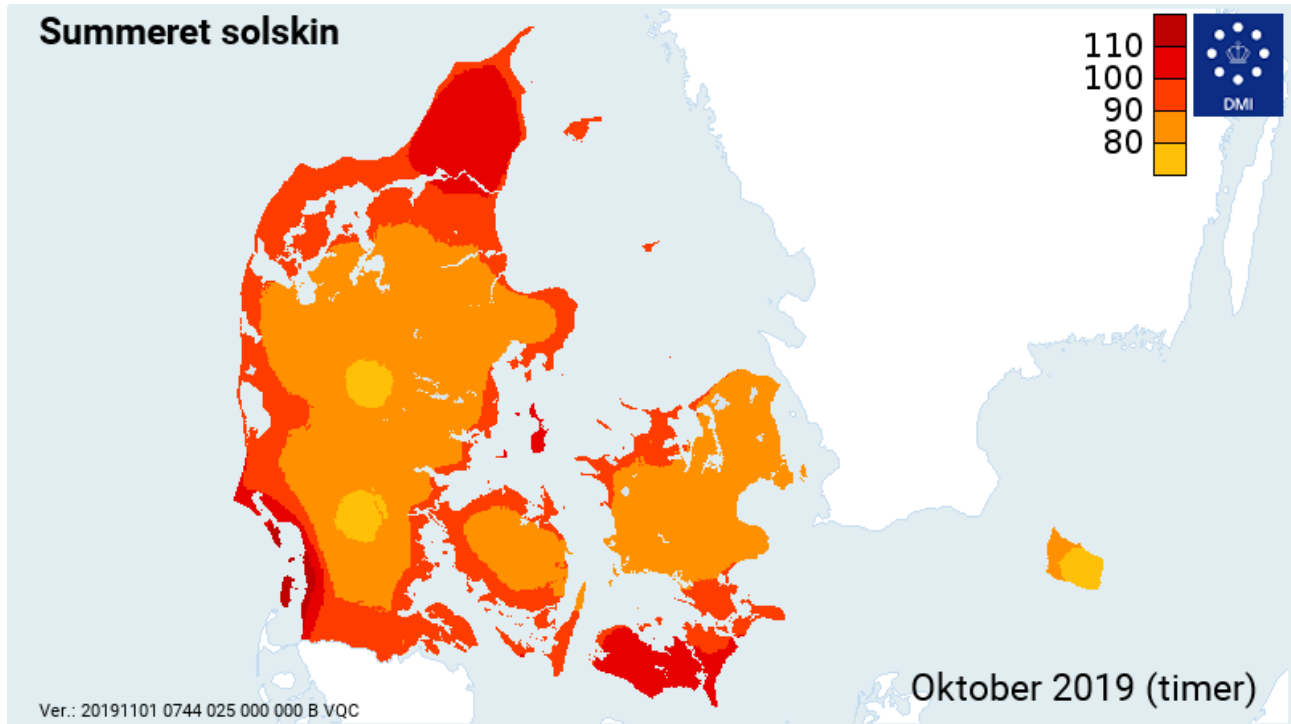 Summeret solskin
110
100
90
80
DMI
Oktober 2019 (timer)
Ver.: 20191101 0744 025 000 000 B VQC